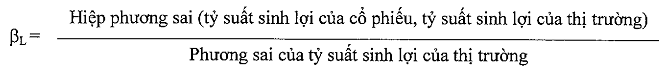 Hiệp phương sai (tỷ suất sinh lợi của cổ phiếu, tỷ suất sinh lợi của thị trường)
βL =
Phương sai của tỷ suất sinh lợi của thị trường